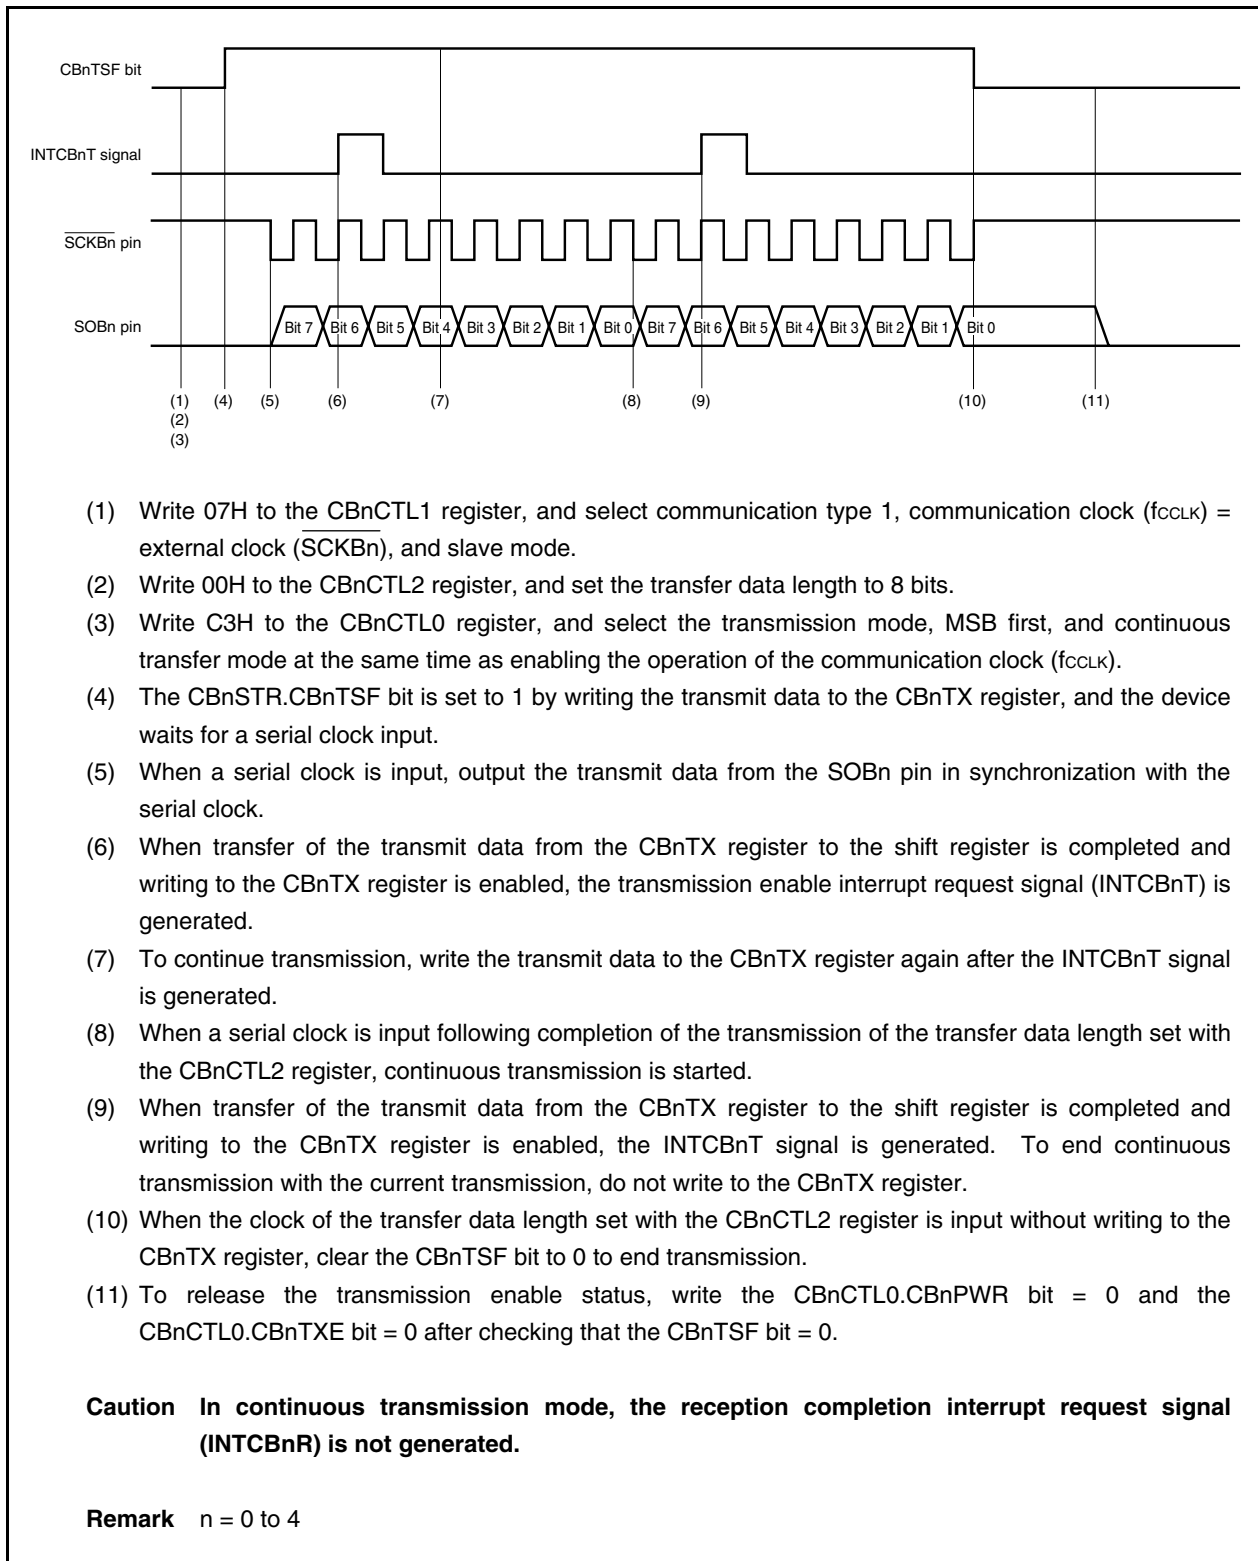 CBnTSF bit
INTCBnT signal
SCKBn pin
SOBn pin
Bit 7 Bit 6 Bit 5 Bit 4 Bit 3 Bit 2 Bit 1 Bit 0 Bit 7 Bit 6 Bit 5 Bit 4 Bit 3 Bit 2 Bit 1 Bit 0
(1) (4) (5) (6) (7) (8) (9) (10) (11)
(2)
(3)
(1) Write 07H to the CBnCTL1 register, and select communication type 1, communication clock (fCCLK) =
external clock (SCKBn), and slave mode.
(2) Write 00H to the CBnCTL2 register, and set the transfer data length to 8 bits.
(3) Write C3H to the CBnCTL0 register, and select the transmission mode, MSB first, and continuous
transfer mode at the same time as enabling the operation of the communication clock (fCCLK).
(4) The CBnSTR.CBnTSF bit is set to 1 by writing the transmit data to the CBnTX register, and the device
waits for a serial clock input.
(5) When a serial clock is input, output the transmit data from the SOBn pin in synchronization with the
serial clock.
(6) When transfer of the transmit data from the CBnTX register to the shift register is completed and
writing to the CBnTX register is enabled, the transmission enable interrupt request signal (INTCBnT) is
generated.
(7) To continue transmission, write the transmit data to the CBnTX register again after the INTCBnT signal
is generated.
(8) When a serial clock is input following completion of the transmission of the transfer data length set with
the CBnCTL2 register, continuous transmission is started.
(9) When transfer of the transmit data from the CBnTX register to the shift register is completed and
writing to the CBnTX register is enabled, the INTCBnT signal is generated. To end continuous
transmission with the current transmission, do not write to the CBnTX register.
(10) When the clock of the transfer data length set with the CBnCTL2 register is input without writing to the
CBnTX register, clear the CBnTSF bit to 0 to end transmission.
(11) To release the transmission enable status, write the CBnCTL0.CBnPWR bit = 0 and the
CBnCTL0.CBnTXE bit = 0 after checking that the CBnTSF bit = 0.
Caution In continuous transmission mode, the reception completion interrupt request signal
(INTCBnR) is not generated.
Remark n = 0 to 4